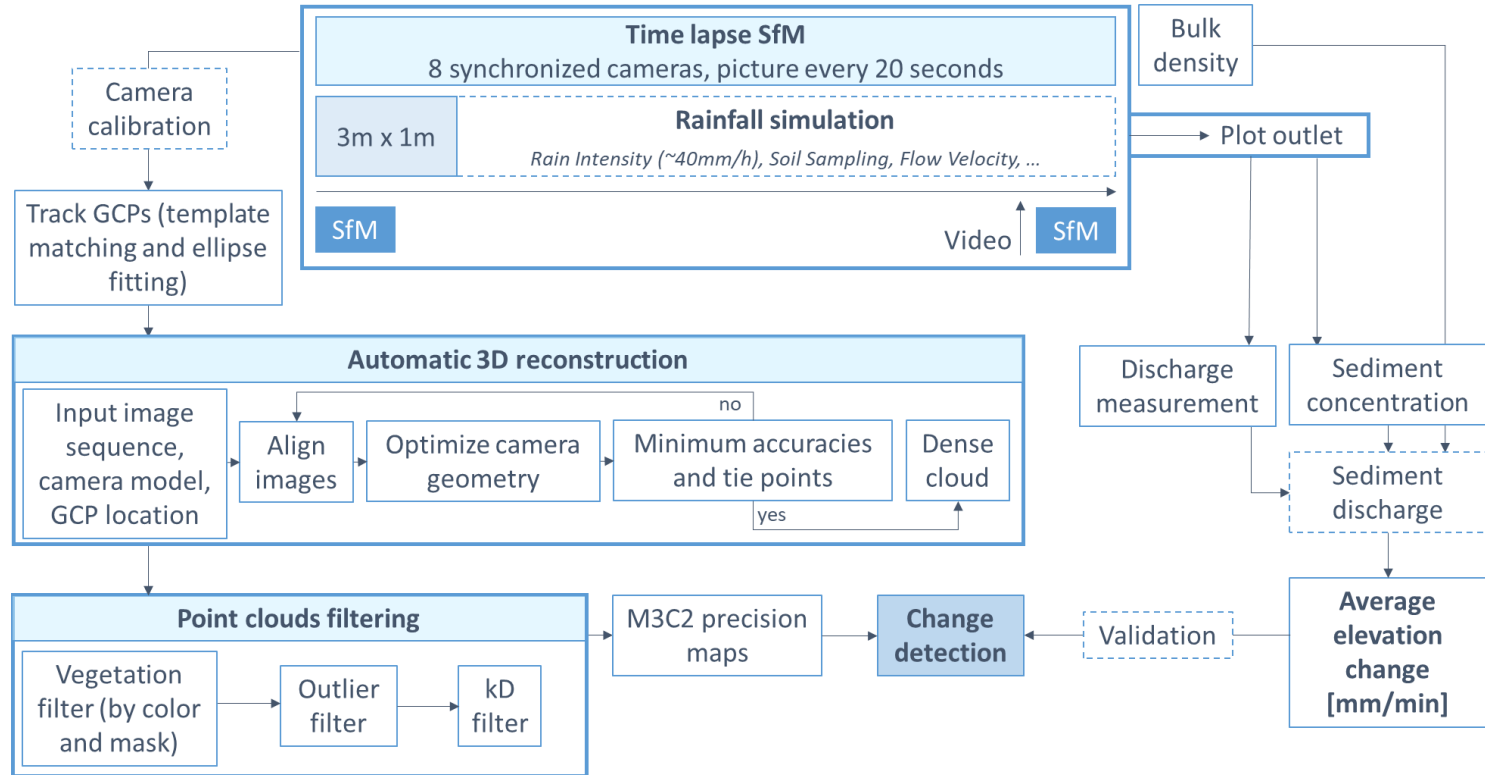 Time lapse SfM
8 synchronized cameras, picture every 20 seconds
Bulk
density
Camera
calibration
3m x 1m
Rainfall simulation
Rain Intensity (~40mm/h), Soil Sampling, Flow Velocity, ...
Plot outlet
SfM
Video
SfM
Track GCPs (template
matching and ellipse
fitting)
Automatic 3D reconstruction
Input image
sequence,
camera model,
GCP location
Align
images
Optimize camera
geometry
no
Minimum accuracies
and tie points
yes
Dense
cloud
Discharge
measurement
Sediment
concentration
Sediment
discharge
Point clouds filtering
Vegetation
filter (by color
and mask)
Outlier
filter
kD
filter
M3C2 precision
maps
Change
detection
Validation
Average
elevation
change
[mm/min]